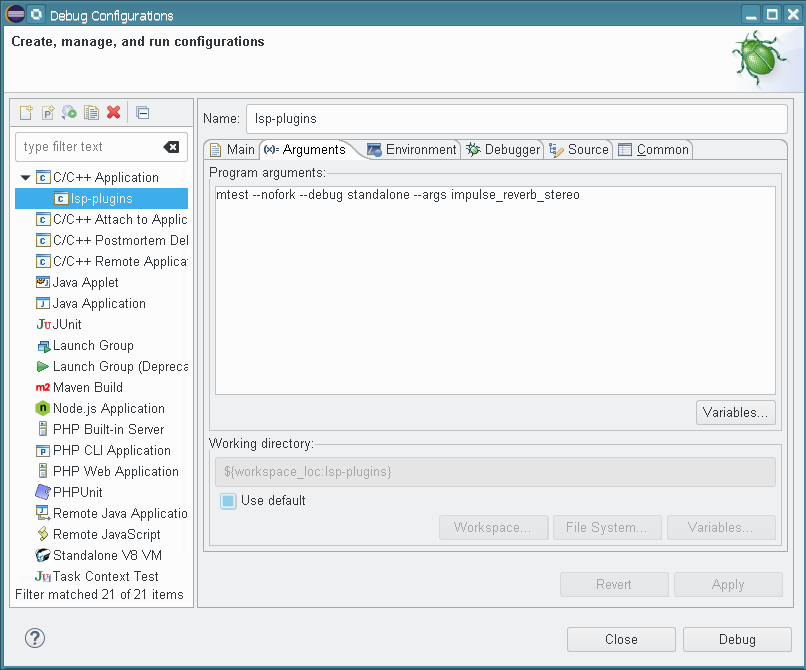 Debug Configurations
Create, manage, and run configurations
type filter text
C/C++ Application
lsp-plugins
C/C++ Attach to Applic
C/C++ Postmortem De
C/C++ Remote Applica
Java Applet
Java Application
JUnit
Launch Group
Launch Group (Depreca
m2 Maven Build
Node.js Application
PHP Built-in Server
PHP CLI Application
PHP Web Application
PHPUnit
Remote Java Applicatio
Remote JavaScript
Standalone V8 VM
Task Context Test
Filter matched 21 of 21 items
Name: lsp-plugins
Main (x)= Arguments Environment Debugger Source Common
Program arguments:
mtest --nofork --debug standalone --args impulse_reverb_stereo
Variables...
Working directory:
${workspace_loc:lsp-plugins}
Use default
Workspace... File System... Variables...
Revert Apply
? Close Debug